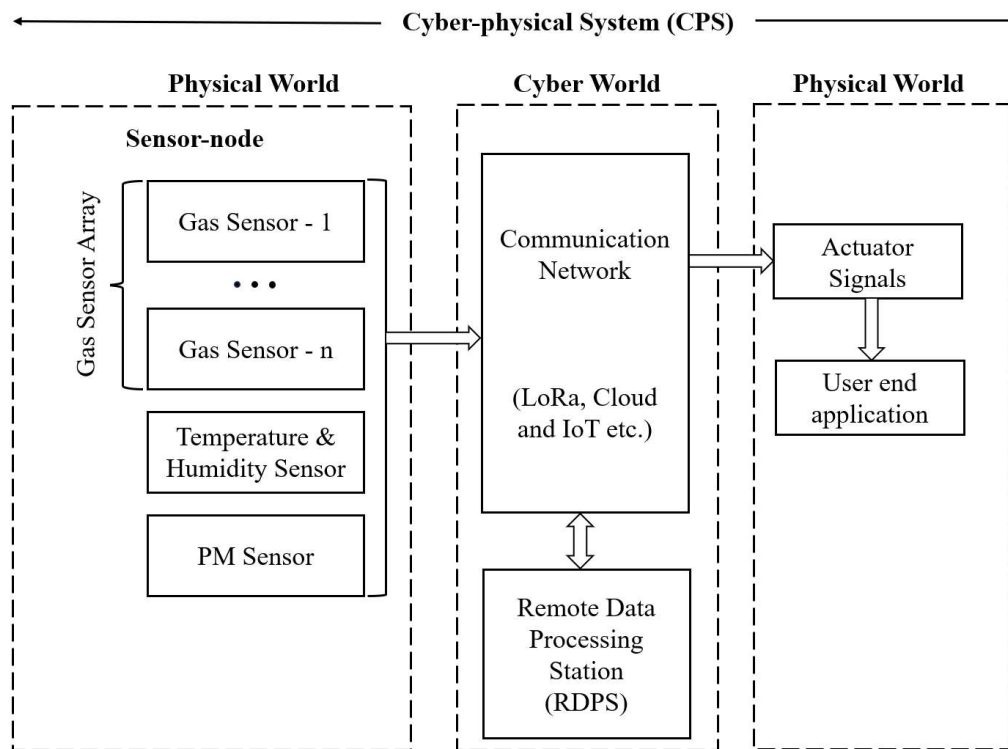 Cyber-physical System (CPS)
Physical World
Cyber World
Physical World
Sensor-node
Gas Sensor Array
Gas Sensor - 1
• • •
Gas Sensor - n
Temperature &
Humidity Sensor
PM Sensor
Communication
Network
(LoRa, Cloud
and IoT etc.)
Remote Data
Processing
Station
(RDPS)
Actuator
Signals
User end
application